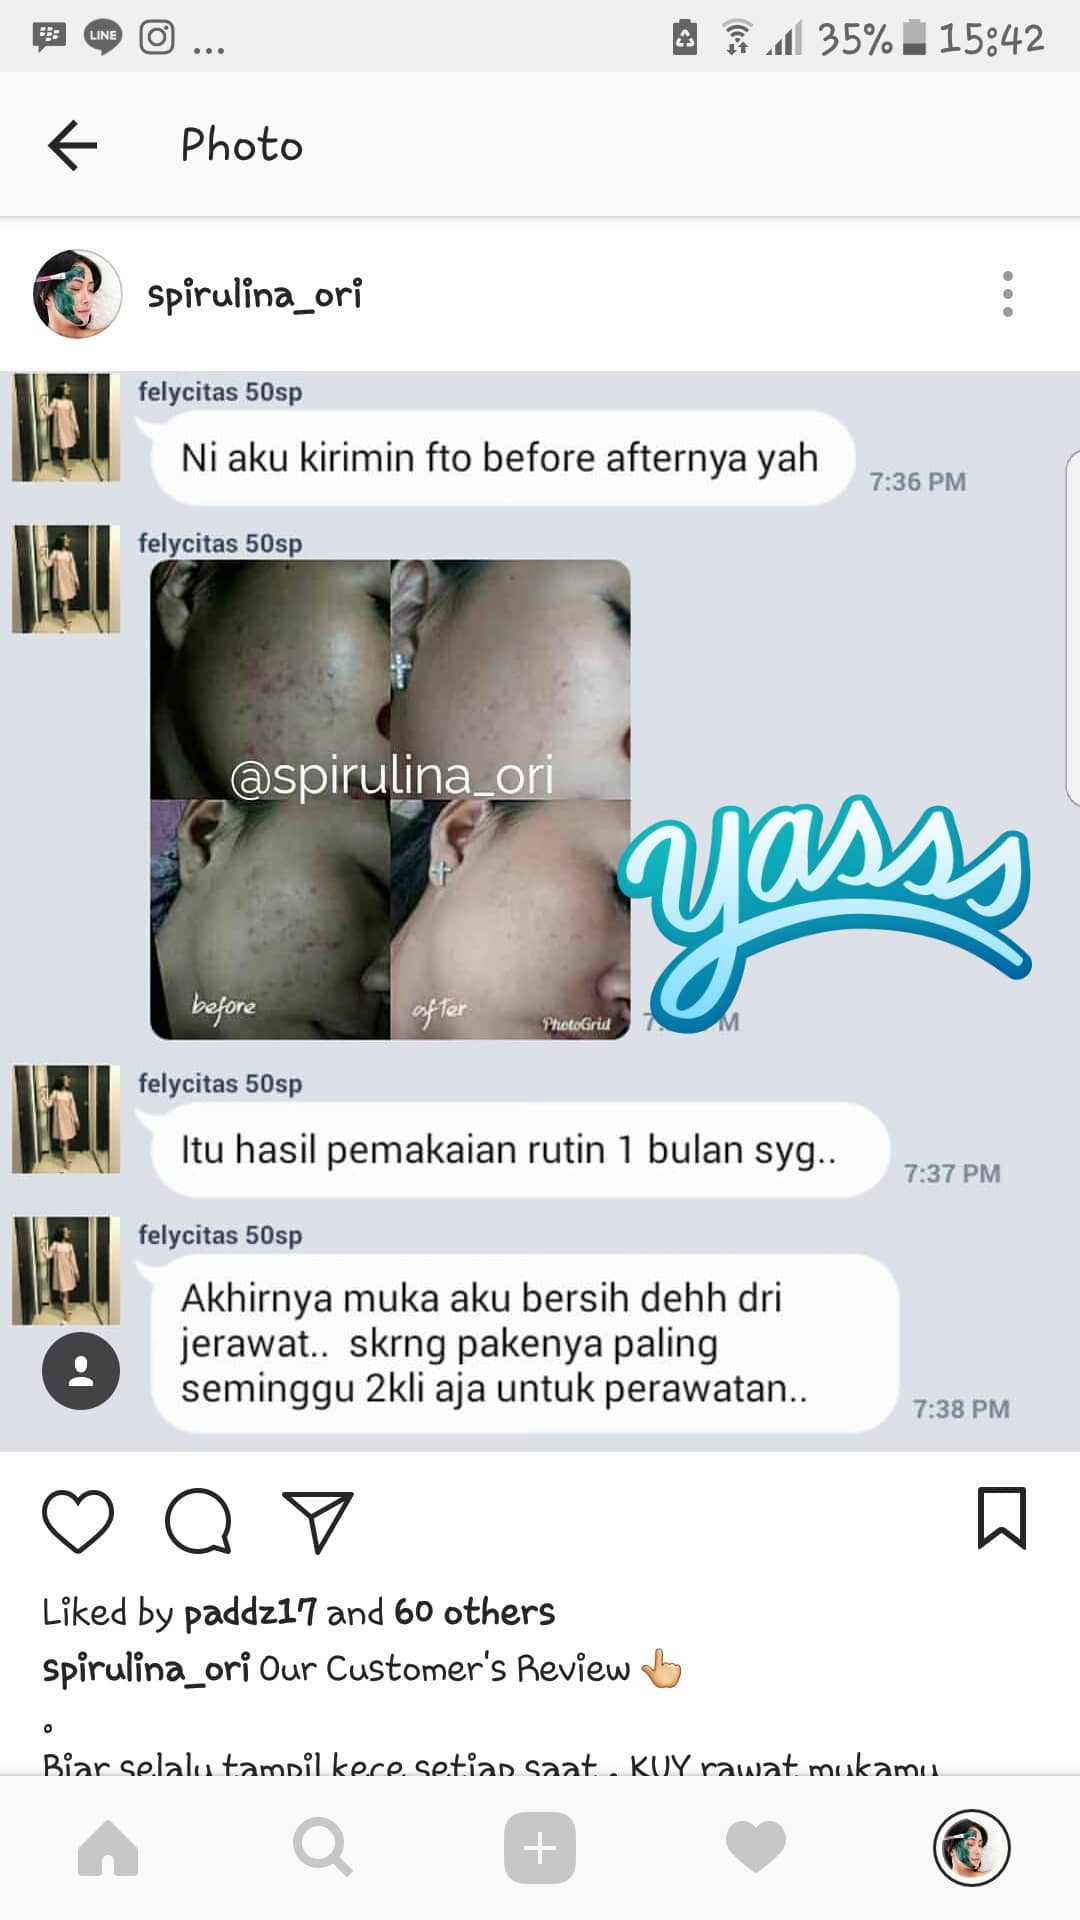 LINE
... 35% 15:42
Photo
spirulina_ori
felycitas 50sp
Ni aku kirimin fto before afternya yah
7:36 PM
felycitas 50sp
@spirulina_ori
yasss
before
after
PhotoGrid
M
felycitas 50sp
Itu hasil pemakaian rutin 1 bulan syg..
7:37 PM
felycitas 50sp
Akhirnya muka aku bersih dehh dri
jerawat.. skrng pakenya paling
seminggu 2kli aja untuk perawatan..
7:38 PM
Liked by paddz17 and 60 others
spirulina_ori Our Customer's Review 👆
.
Biar selalu tampil kece setiap saat , KUY rawat mukamu